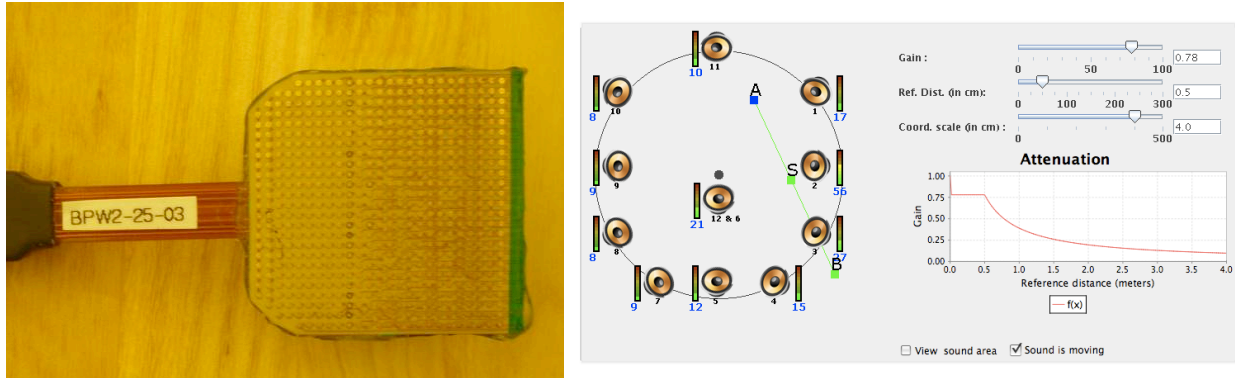 BPW2-25-03
11
10
A
8
10
1
17
S
9
9
2
56
21
12 & 6
8
8
3
27
B
9
7
12
5
4
15
Gain :
0 50 100
0.78
Ref. Dist. (in cm):
0 100 200 300
0.5
Coord. scale (in cm) :
0 500
4.0
Attenuation
Gain
1.00
0.75
0.50
0.25
0.00
0.0 0.5 1.0 1.5 2.0 2.5 3.0 3.5 4.0
Reference distance (meters)
f(x)
View sound area
Sound is moving